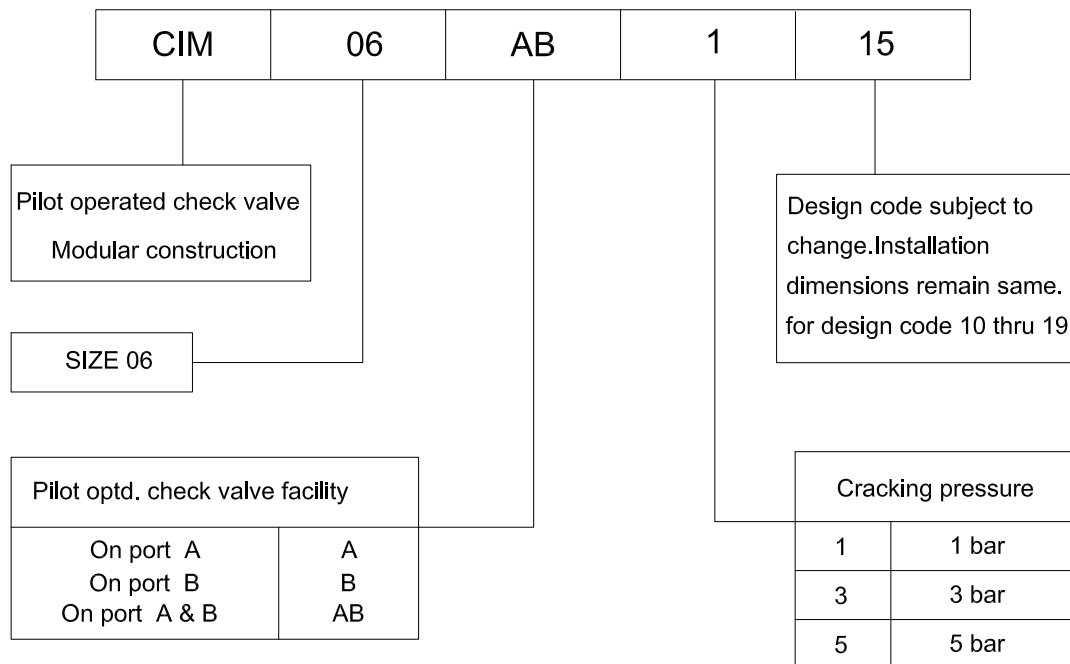 CIM 06 AB 1 15
Pilot operated check valve
Modular construction
Design code subject to
change.Installation
dimensions remain same.
for design code 10 thru 19
SIZE 06
Pilot optd. check valve facility
On port A A
On port B B
On port A & B AB
Cracking pressure
1 1 bar
3 3 bar
5 5 bar